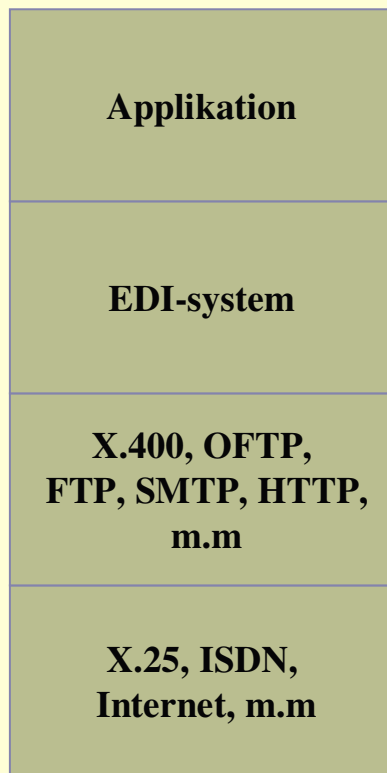 Applikation
EDI-system
X.400, OFTP,
FTP, SMTP, HTTP,
m.m
X.25, ISDN,
Internet, m.m